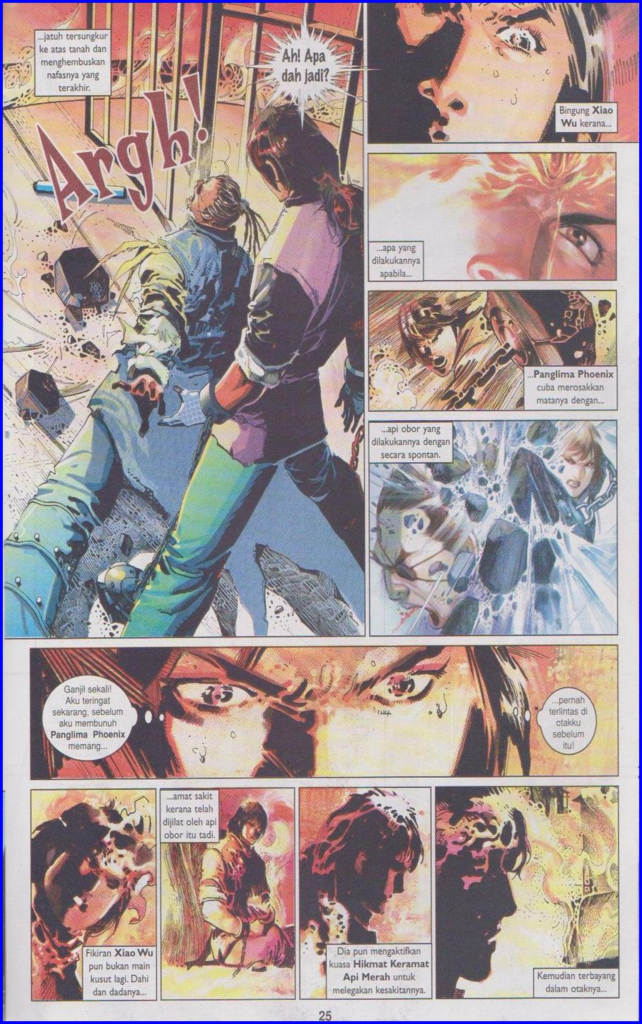 ...jatuh tersungkur
ke atas tanah dan
menghembuskan
nafasnya yang
terakhir.
Argh!
Ah! Apa
dah jadi?
Bingung Xiao
Wu kerana...
...apa yang
dilakukannya
apabila...
...Panglima Phoenix
cuba merosakkan
matanya dengan...
...api obor yang
dilakukannya dengan
secara spontan.
Ganjil sekali!
Aku teringat
sekarang, sebelum
aku membunuh
Panglima Phoenix
memang...
...pernah
terlintas di
otakku
sebelum
itu!
Fikiran Xiao Wu
pun bukan main
kusut lagi. Dahi
dan dadanya...
...amat sakit
kerana telah
dijilat oleh api
obor itu tadi.
Dia pun mengaktifkan
kuasa Hikmat Keramat
Api Merah untuk
melegakan kesakitannya.
Kemudian terbayang
dalam otaknya...
25